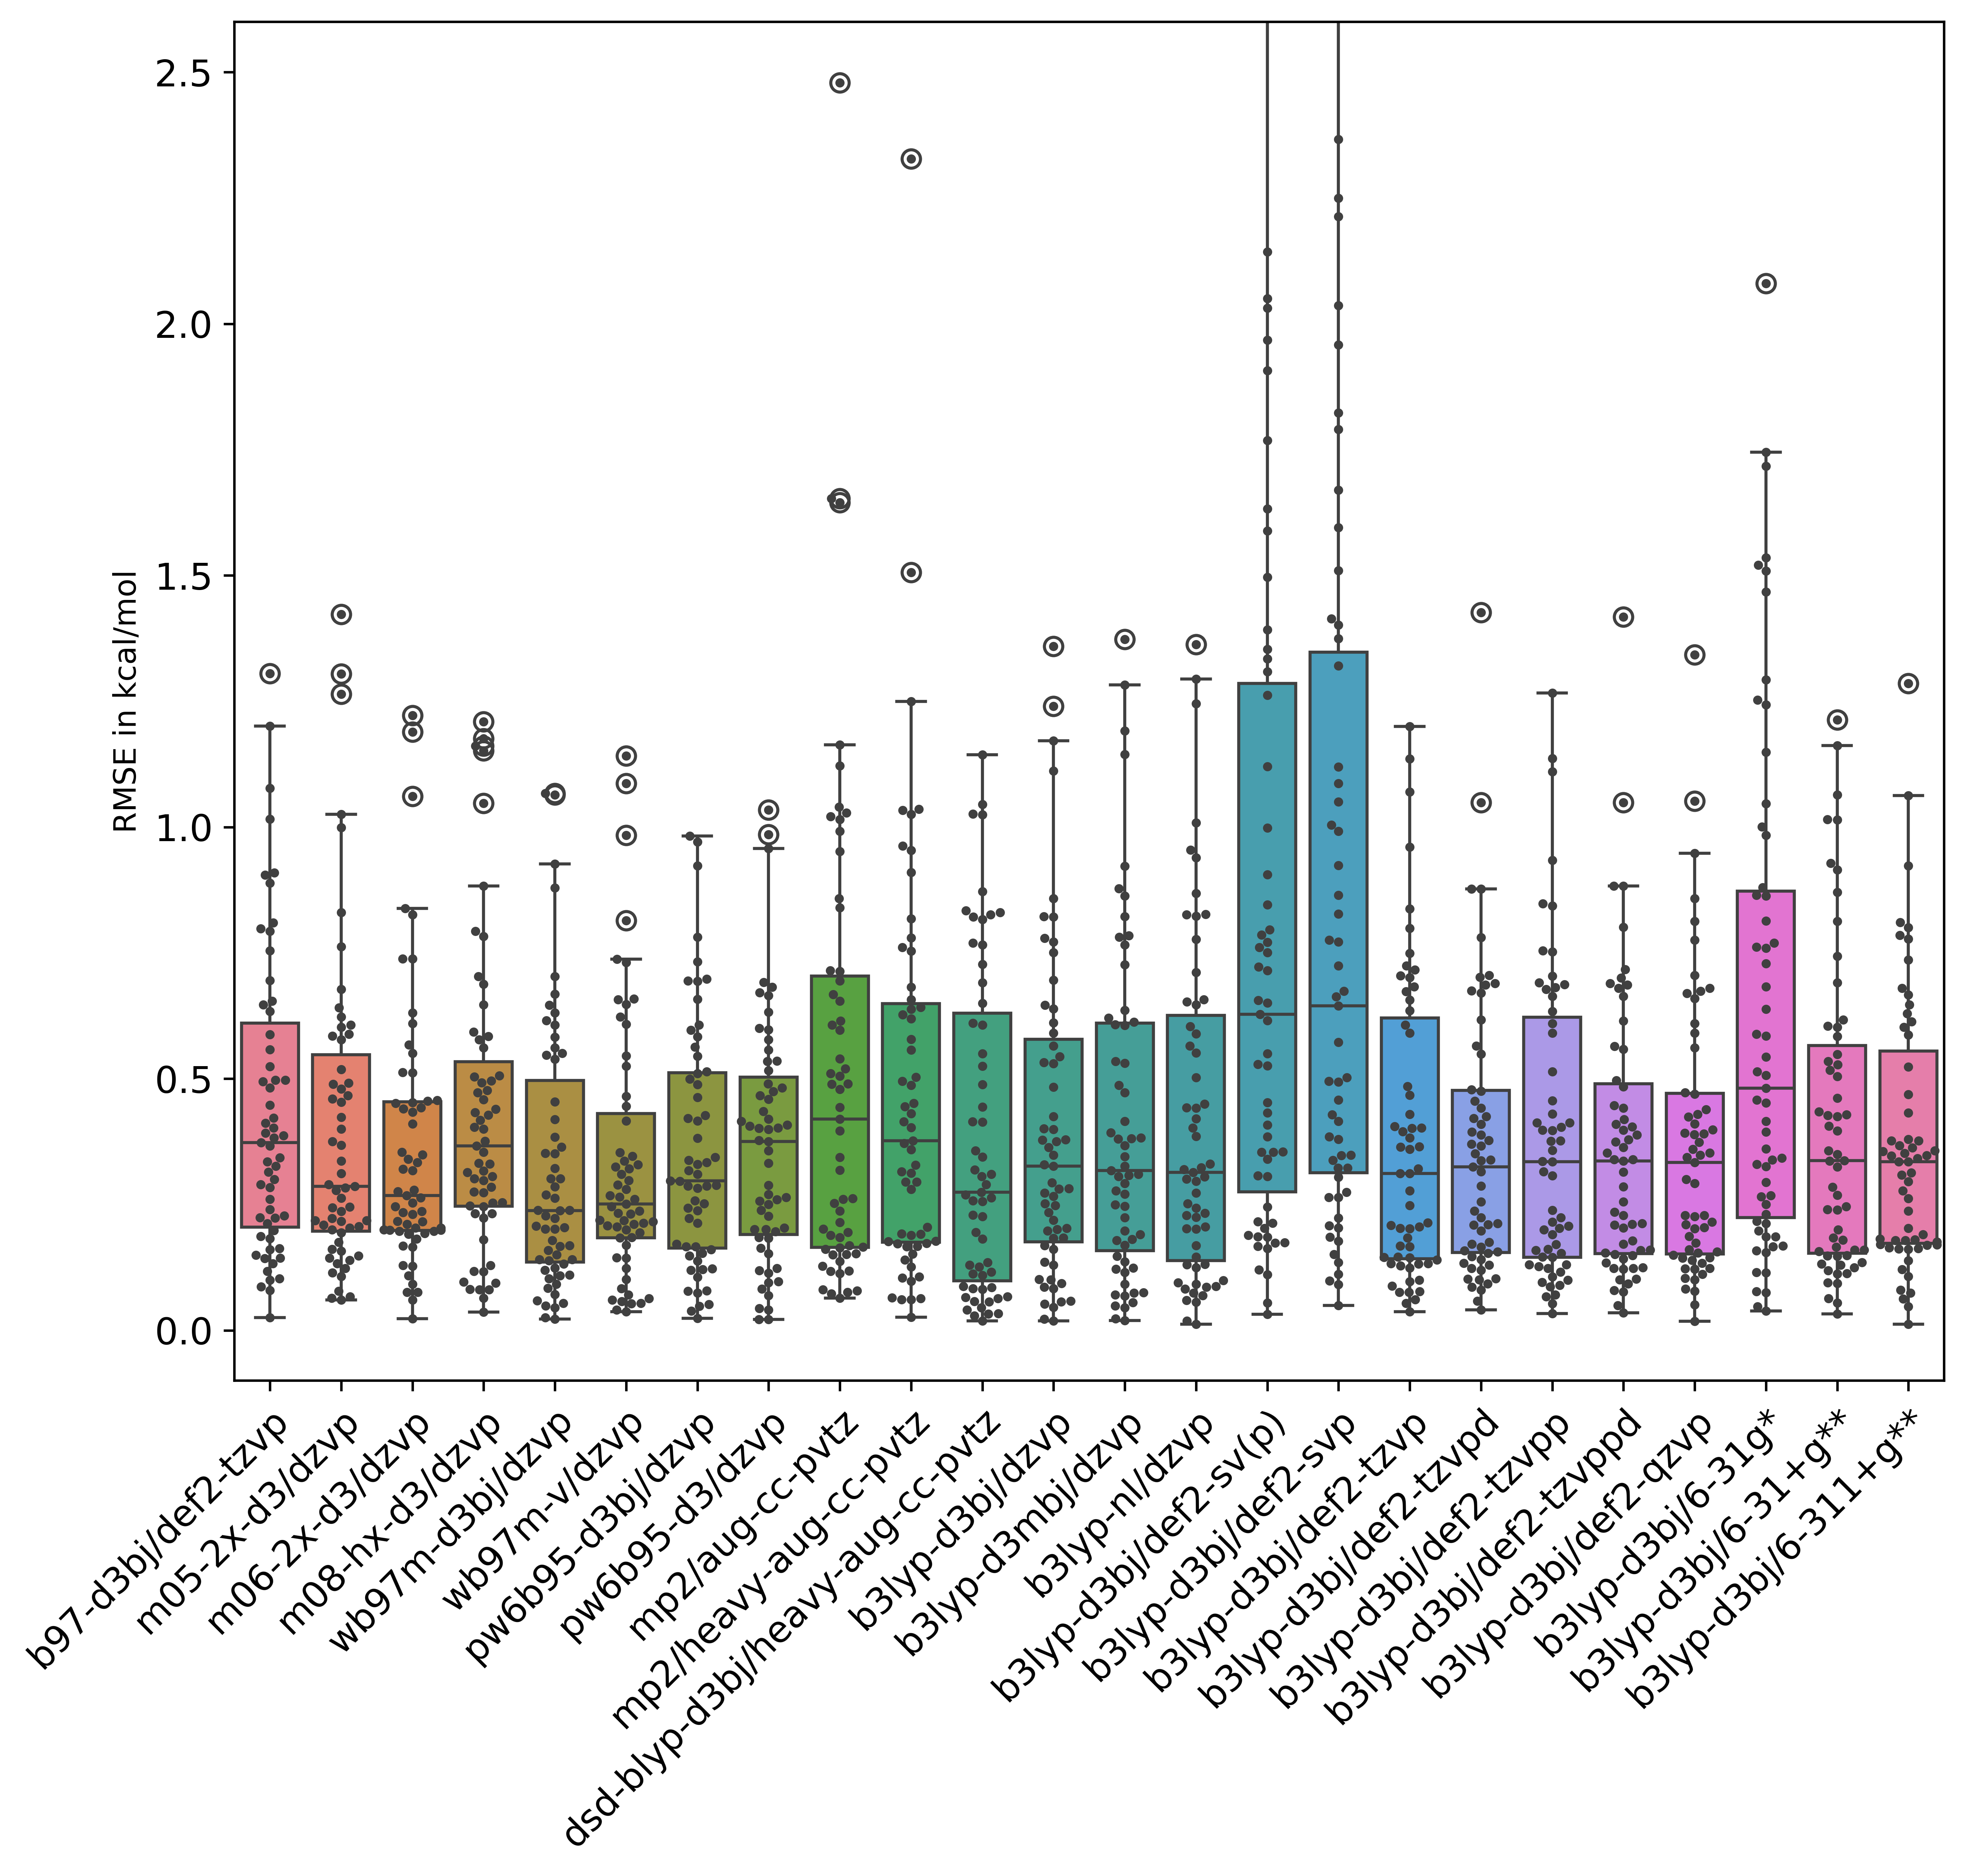 RMSE in kcal/mol
2.5
2.0
1.5
1.0
0.5
0.0
b97-d3bj/def2-tzvp
m05-2x-d3/dzvp
m06-2x-d3/dzvp
m08-hx-d3/dzvp
wb97m-d3bj/dzvp
wb97m-v/dzvp
pw6b95-d3bj/dzvp
pw6b95-d3/dzvp
mp2/aug-cc-pvtz
mp2/heavy-aug-cc-pvtz
dsd-blyp-d3bj/heavy-aug-cc-pvtz
b3lyp-d3bj/dzvp
b3lyp-d3mbj/dzvp
b3lyp-nl/dzvp
b3lyp-d3bj/def2-sv(p)
b3lyp-d3bj/def2-svp
b3lyp-d3bj/def2-tzvp
b3lyp-d3bj/def2-tzvpd
b3lyp-d3bj/def2-tzvpp
b3lyp-d3bj/def2-tzvppd
b3lyp-d3bj/def2-qzvp
b3lyp-d3bj/6-31g*
b3lyp-d3bj/6-31+g**
b3lyp-d3bj/6-311+g**